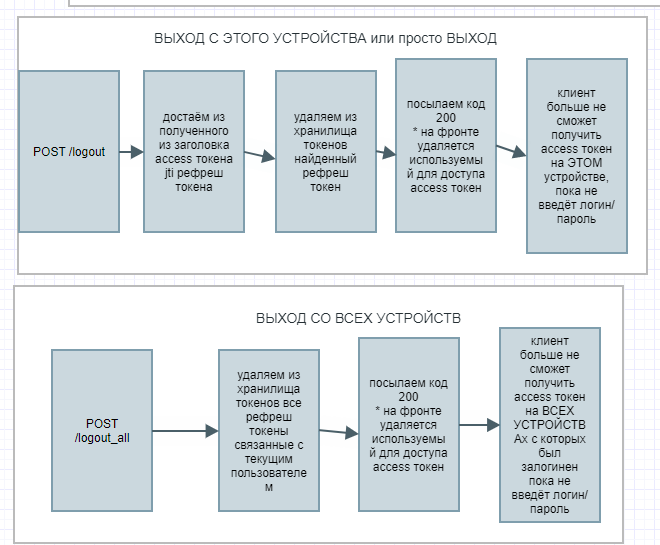 ВЫХОД С ЭТОГО УСТРОЙСТВА или просто ВЫХОД
POST /logout
достаём из
полученного
из заголовка
access токена
jti рефреш
токена
удаляем из
хранилища
токенов
найденный
рефреш
токен
посылаем код
200
* на фронте
удаляется
используемы
й для доступа
access токен
клиент
больше не
сможет
получить
access токен
на ЭТОМ
устройстве,
пока не
введёт логин/
пароль
ВЫХОД СО ВСЕХ УСТРОЙСТВ
POST
/logout_all
удаляем из
хранилища
токенов все
рефреш
токены
связанные с
текущим
пользователе
м
посылаем код
200
* на фронте
удаляется
используемы
й для доступа
access токен
клиент
больше не
сможет
получить
access токен
на ВСЕХ
УСТРОЙСТВ
Ах с которых
был
залогинен
пока не
введёт логин/
пароль